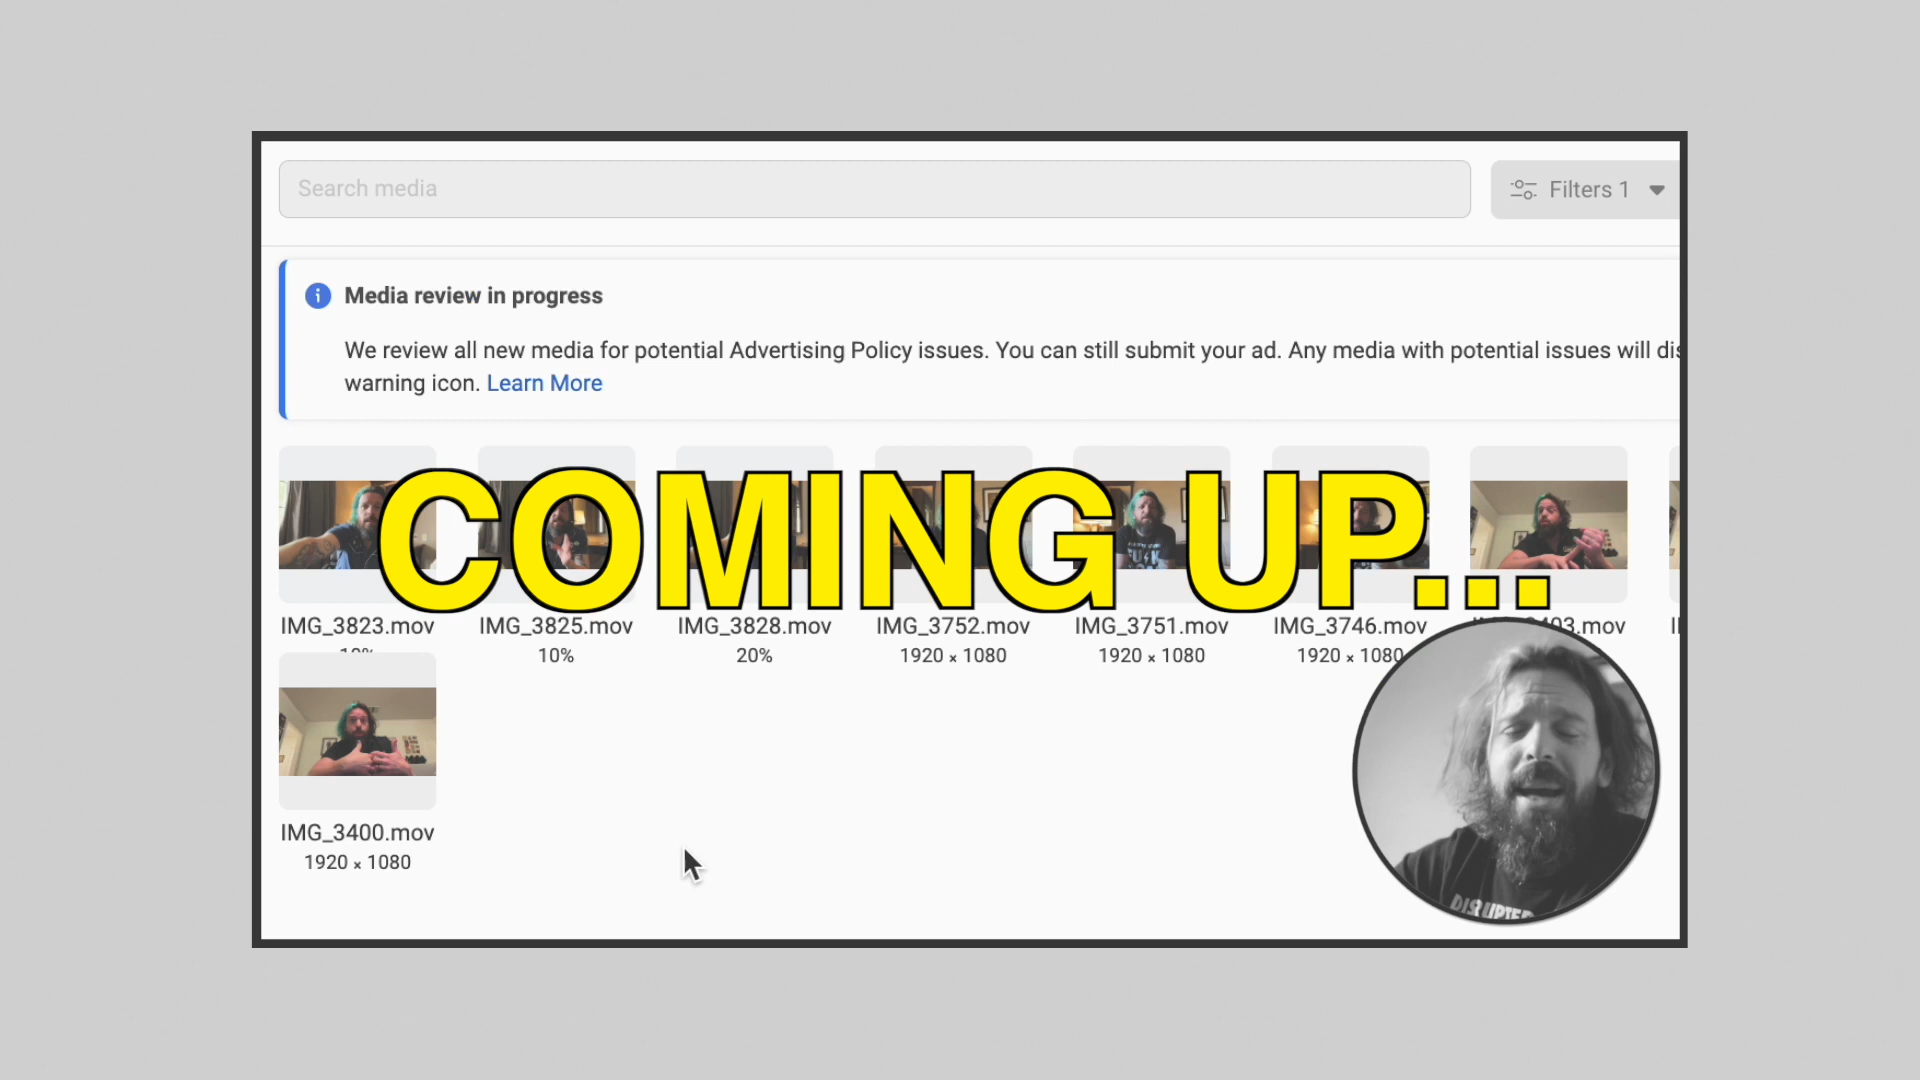 Search media
Filters 1
Media review in progress
We review all new media for potential Advertising Policy issues. You can still submit your ad. Any media with potential issues will
warning icon. Learn More
COMING UP...
IMG_3823.mov
IMG_3825.mov
IMG_3828.mov
IMG_3752.mov
IMG_3751.mov
IMG_3746.mov
.mov
10%
20%
1920 × 1080
1920 × 1080
1920 × 1080
IMG_3400.mov
1920 × 1080
DISRUPTER